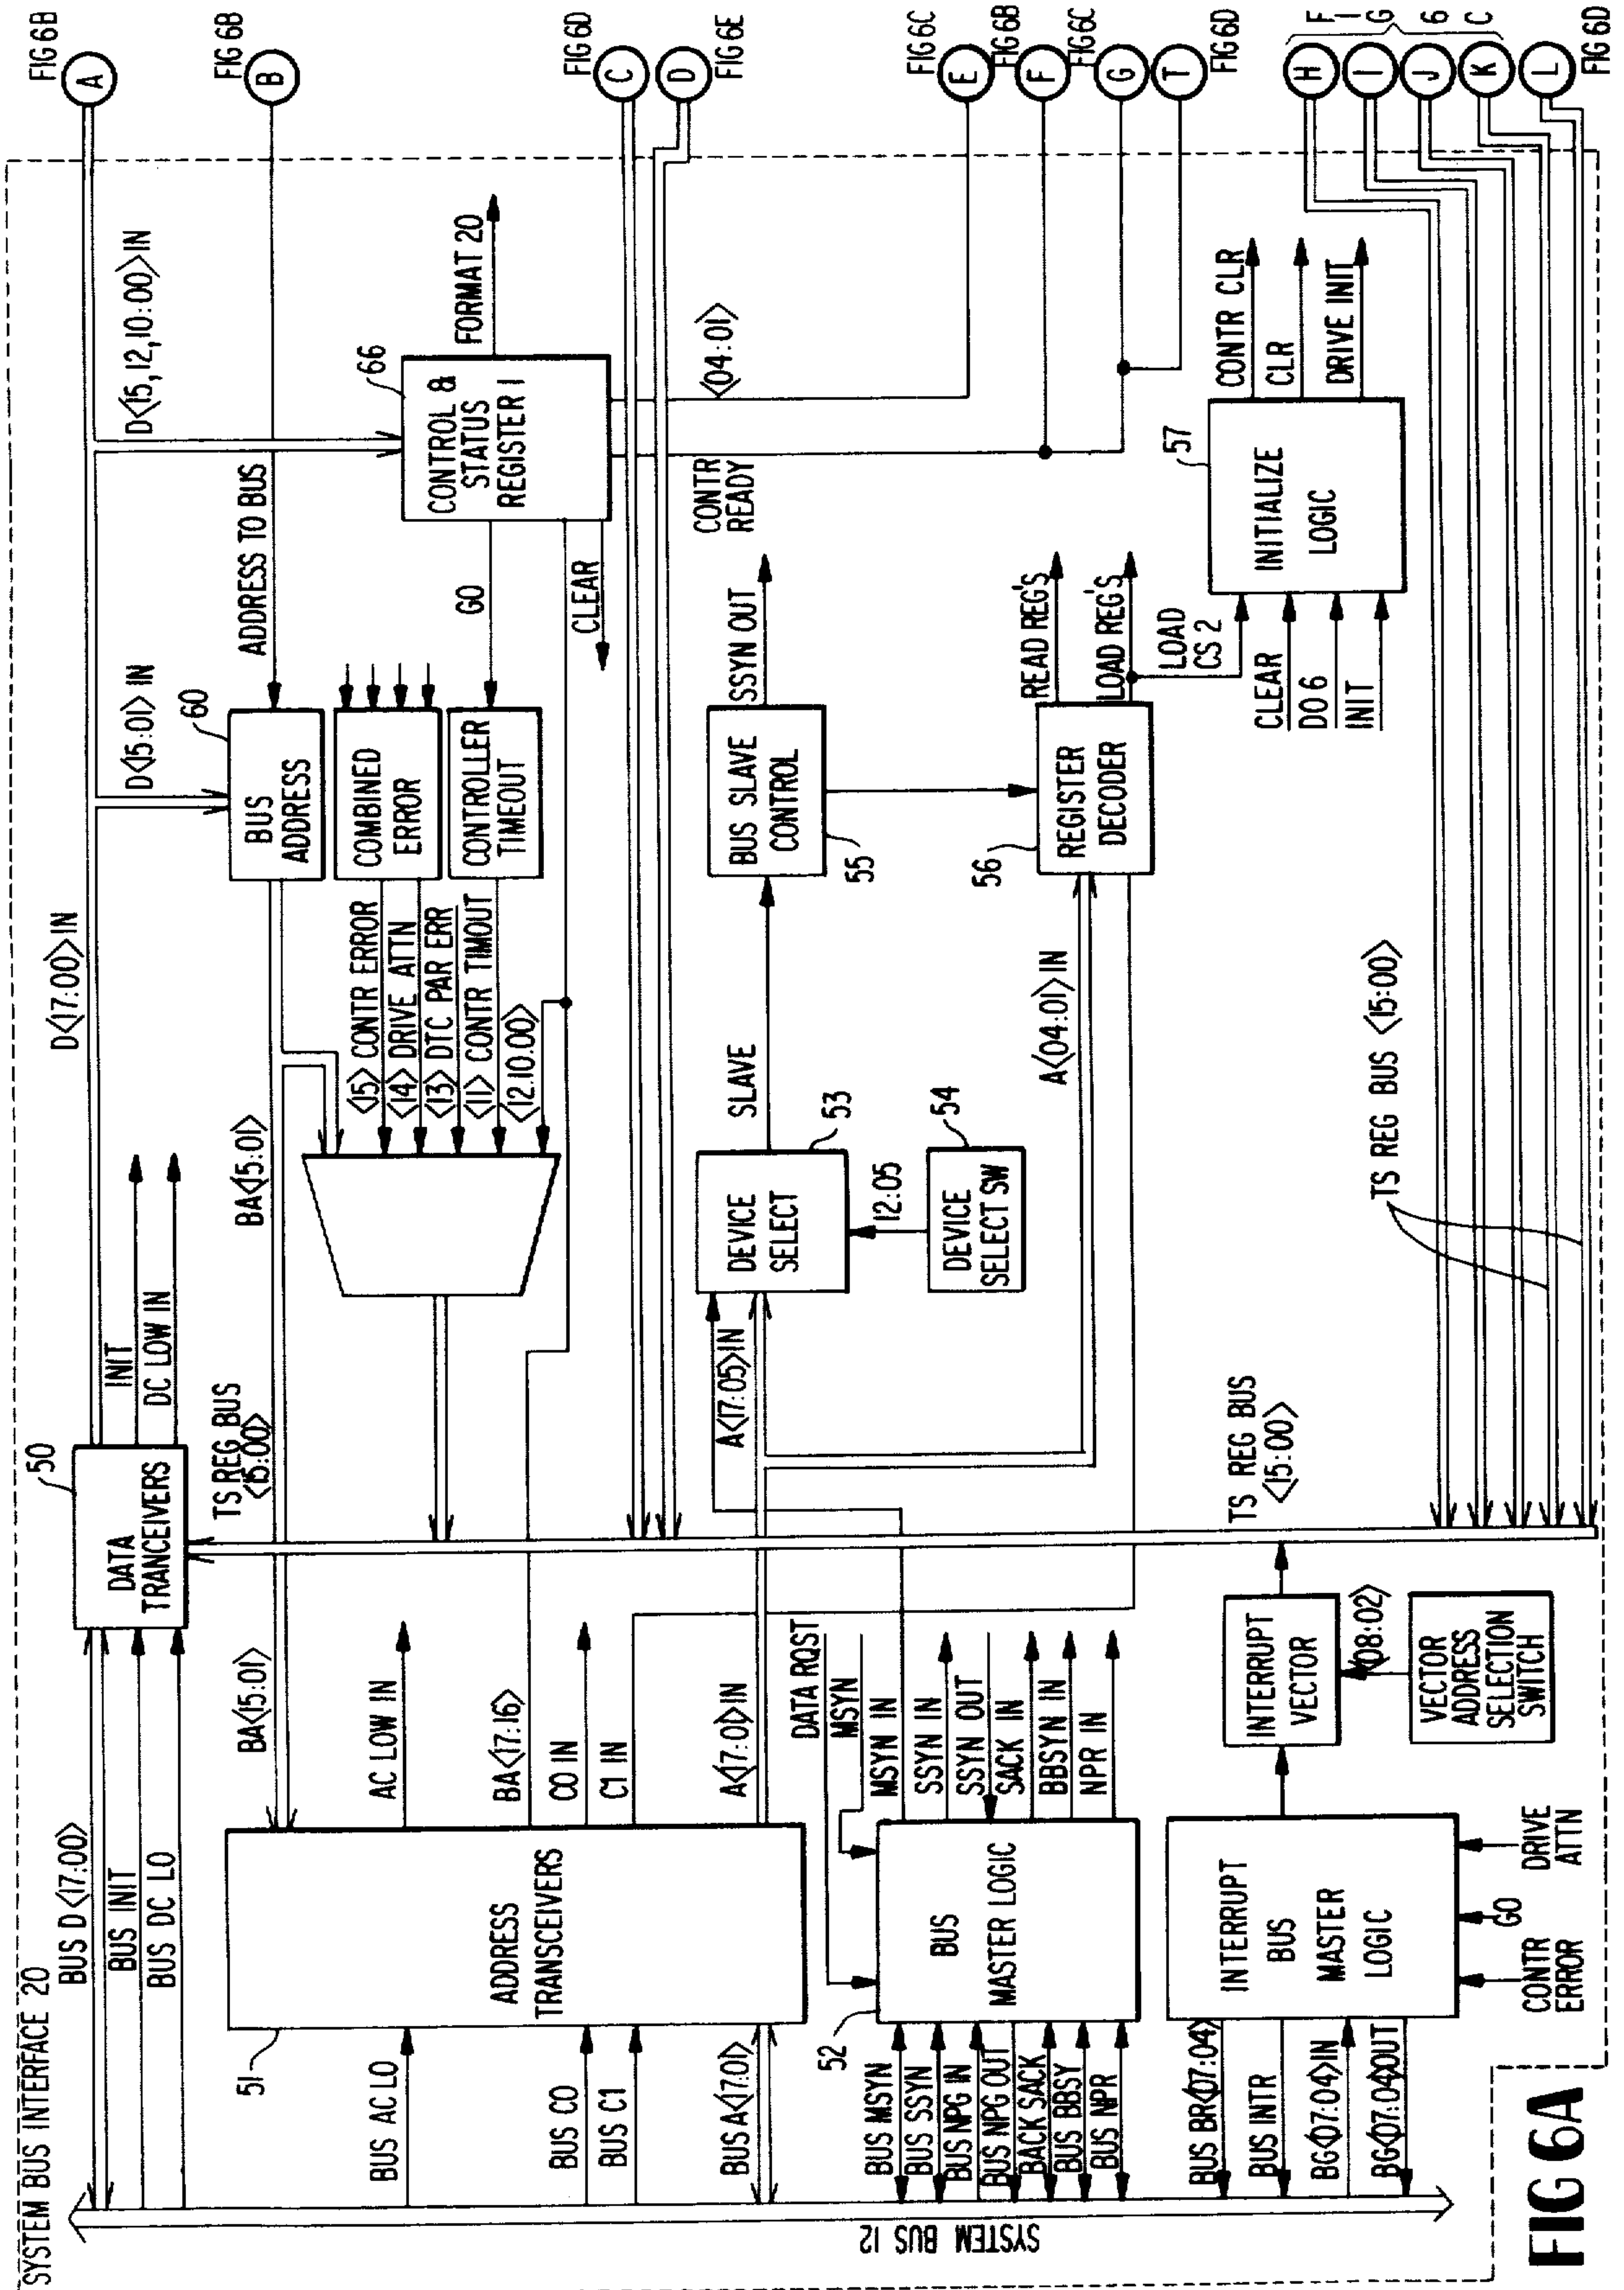 SYSTEM BUS INTERFACE 20
BUS D<17:00>
BUS INIT
BUS DC LO
50
DATA
TRANCEIVERS
INIT
DC LOW IN
D<17:00>IN
D<15:01>IN
D<15,12,10:00>IN
A
FIG 6B
TS REG BUS
<15:00>
BA<15:01>
BA<15:01>
60
BUS
ADDRESS
ADDRESS TO BUS
B
FIG 6B
51
ADDRESS
TRANSCEIVERS
BUS AC LO
AC LOW IN
BA<17:16>
BUS C0
C0 IN
BUS C1
C1 IN
BUS A<17:01>
A<17:01>IN
<15> CONTR ERROR
<14> DRIVE ATTN
<13> DTC PAR ERR
<11> CONTR TIMOUT
<12.10.00>
COMBINED
ERROR
CONTROLLER
TIMEOUT
GO
CLEAR
66
CONTROL &
STATUS
REGISTER I
FORMAT 20
C
FIG 6D
D
FIG 6E
<04:01>
CONTR
READY
E
FIG 6C
F
FIG 6B
G
FIG 6C
T
FIG 6D
A<17:05>IN
DEVICE
SELECT
53
SLAVE
12:05
DEVICE
SELECT SW
54
BUS SLAVE
CONTROL
55
SSYN OUT
A<04:01>IN
56
REGISTER
DECODER
READ REG'S
LOAD REG'S
LOAD
CS 2
CLEAR
DO 6
INIT
57
INITIALIZE
LOGIC
CONTR CLR
CLR
DRIVE INIT
DATA RQST
MSYN
52
BUS
MASTER LOGIC
BUS MSYN
BUS SSYN
BUS NPG IN
BUS NPG OUT
BACK SACK
BUS BBSY
BUS NPR
MSYN IN
SSYN IN
SSYN OUT
SACK IN
BBSYN IN
NPR IN
BUS BR<07:04>
BUS INTR
BG<07:04>IN
BG<07:04>OUT
INTERRUPT
BUS
MASTER
LOGIC
CONTR
ERROR
GO
DRIVE
ATTN
INTERRUPT
VECTOR
<08:02>
VECTOR
ADDRESS
SELECTION
SWITCH
TS REG BUS
<15:00>
TS REG BUS <15:00>
H
I
J
K
FIG 6C
L
FIG 6D
SYSTEM BUS 12
FIG 6A